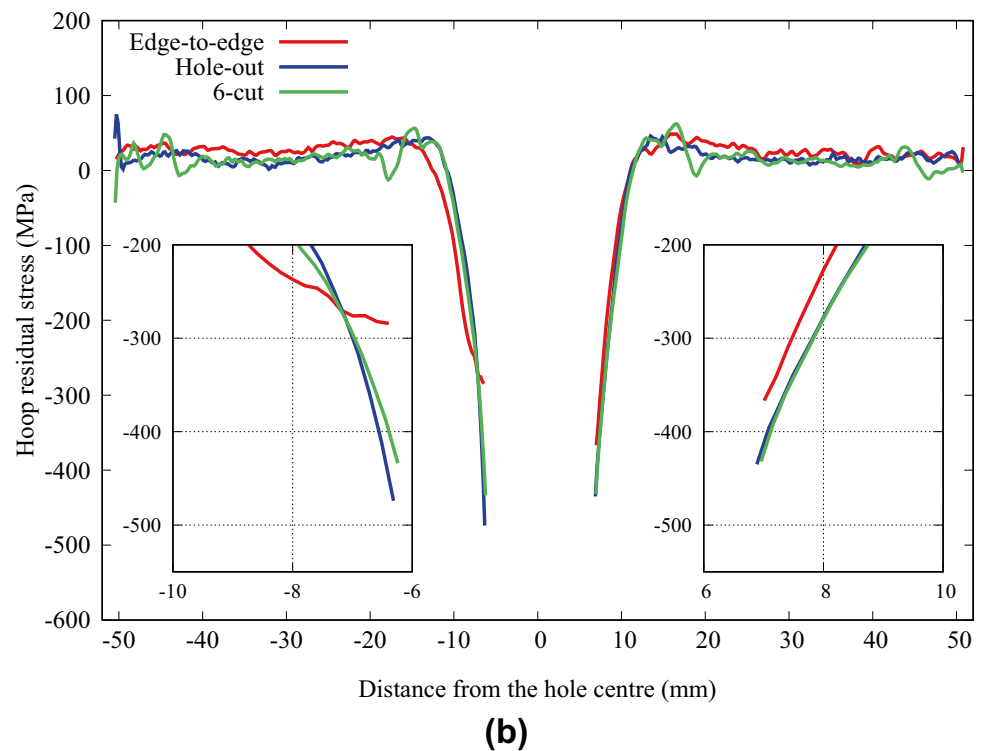 200
100
0
-100
-200
-300
-400
-500
-600
Hoop residual stress (MPa)
Edge-to-edge
Hole-out
6-cut
-200
-300
-400
-500
-10 -8 -6
-200
-300
-400
-500
6 8 10
-50 -40 -30 -20 -10 0 10 20 30 40 50
Distance from the hole centre (mm)
(b)